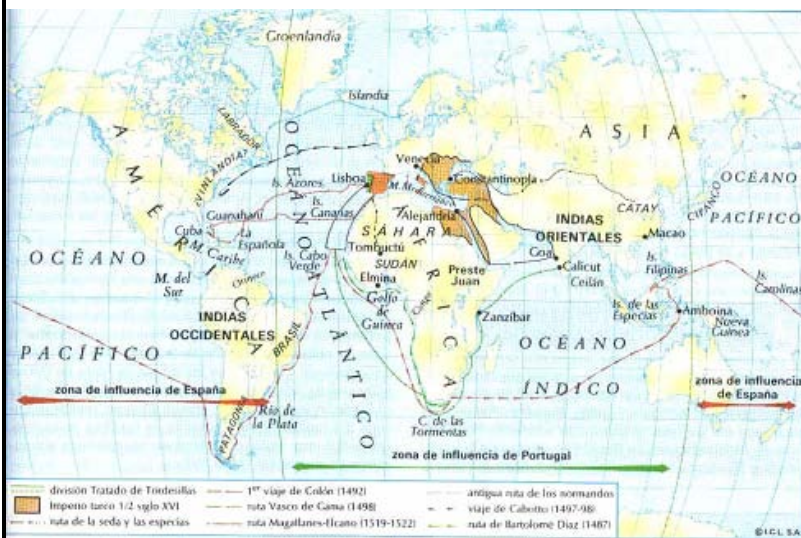 Groenlandia
Islandia
ASIA
LABRADOR
¿VINLANDIA?
AMÉRICA
OCÉANO ATLÁNTICO
Venecia
Constantinopla
Lisboa
M. Mediterráneo
Is. Azores
Is. Canarias
Alejandría
SÁHARA
CATAY
CIPANGO
OCÉANO
PACÍFICO
Guanahaní
Cuba
La
Española
M. Caribe
INDIAS
ORIENTALES
Macao
OCÉANO
Tombuctú
SUDÁN
Is. Cabo
Verde
Goa
Calicut
Ceilán
Is.
Filipinas
Is.
Carolinas
M. del
Sur
Orinoco
Elmina
Golfo
de
Guinea
Congo
ÁFRICA
Preste
Juan
Zanzíbar
Is. de las
Especias
Amboina
Nueva
Guinea
INDIAS
OCCIDENTALES
BRASIL
PACÍFICO
OCÉANO
ÍNDICO
zona de influencia de España
zona de influencia
de España
PATAGONIA
Río de
la Plata
C. de las
Tormentas
zona de influencia de Portugal
división Tratado de Tordesillas
Imperio turco 1/2 siglo XVI
ruta de la seda y las especias
1er viaje de Colón (1492)
ruta Vasco de Gama (1498)
ruta Magallanes-Elcano (1519-1522)
antigua ruta de los normandos
viaje de Cabotto (1497-98)
ruta de Bartolomé Díaz (1487)
©I.G.L. S.A.